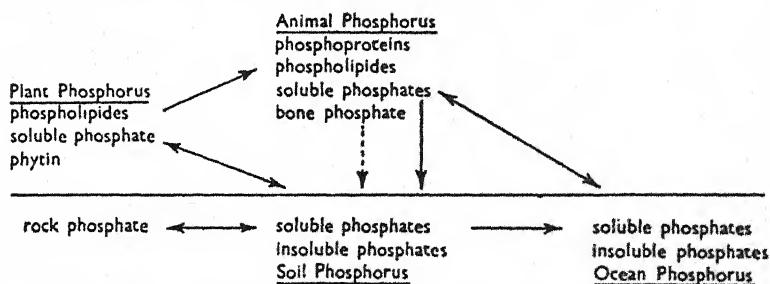 Animal Phosphorus
phosphoproteins
phospholipides
soluble phosphates
bone phosphate
Plant Phosphorus
phospholipides
soluble phosphate
phytin
rock phosphate
soluble phosphates
insoluble phosphates
Soil Phosphorus
soluble phosphates
insoluble phosphates
Ocean Phosphorus